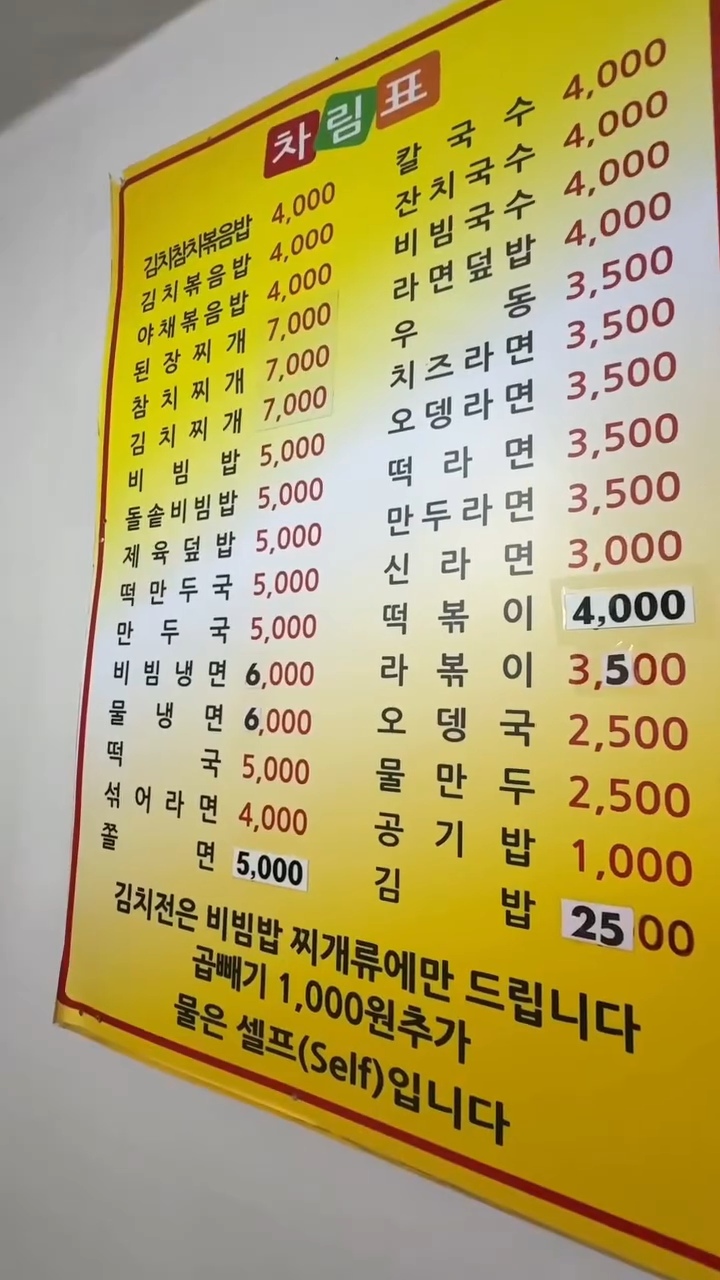 차림표
김치참치볶음밥 4,000
김치볶음밥 4,000
야채볶음밥 4,000
된장찌개 7,000
참치찌개 7,000
김치찌개 7,000
비빔밥 5,000
돌솥비빔밥 5,000
제육덮밥 5,000
떡만두국 5,000
만두국 5,000
비빔냉면 6,000
물냉면 6,000
떡국 5,000
섞어라면 4,000
쫄면 5,000
칼국수 4,000
잔치국수 4,000
비빔국수 4,000
라면덮밥 4,000
우동 3,500
치즈라면 3,500
오뎅라면 3,500
떡라면 3,500
만두라면 3,500
신라면 3,000
떡볶이 4,000
라볶이 3,500
오뎅국 2,500
물만두 2,500
공기밥 1,000
김밥 2500
김치전은 비빔밥 찌개류에만 드립니다
곱빼기 1,000원추가
물은 셀프(Self)입니다